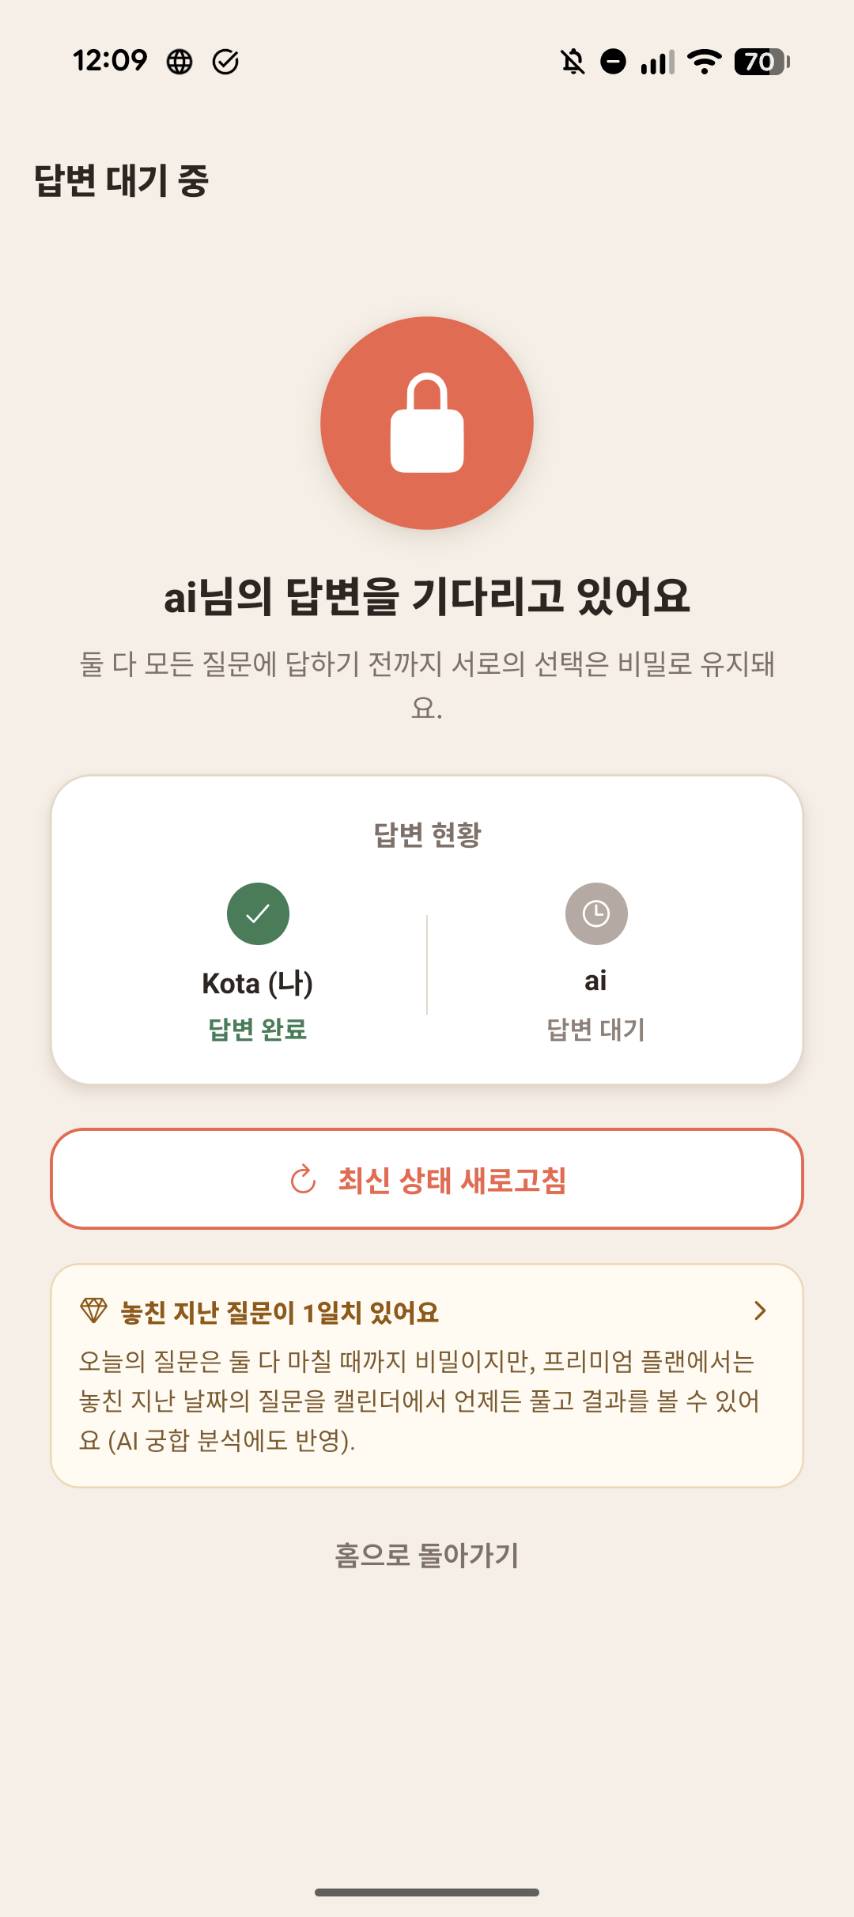 12:09
70
답변 대기 중
ai님의 답변을 기다리고 있어요
둘 다 모든 질문에 답하기 전까지 서로의 선택은 비밀로 유지돼
요.
답변 현황
Kota (나)
ai
답변 완료
답변 대기
최신 상태 새로고침
놓친 지난 질문이 1일치 있어요
오늘의 질문은 둘 다 마칠 때까지 비밀이지만, 프리미엄 플랜에서는
놓친 지난 날짜의 질문을 캘린더에서 언제든 풀고 결과를 볼 수 있어
요 (AI 궁합 분석에도 반영).
홈으로 돌아가기